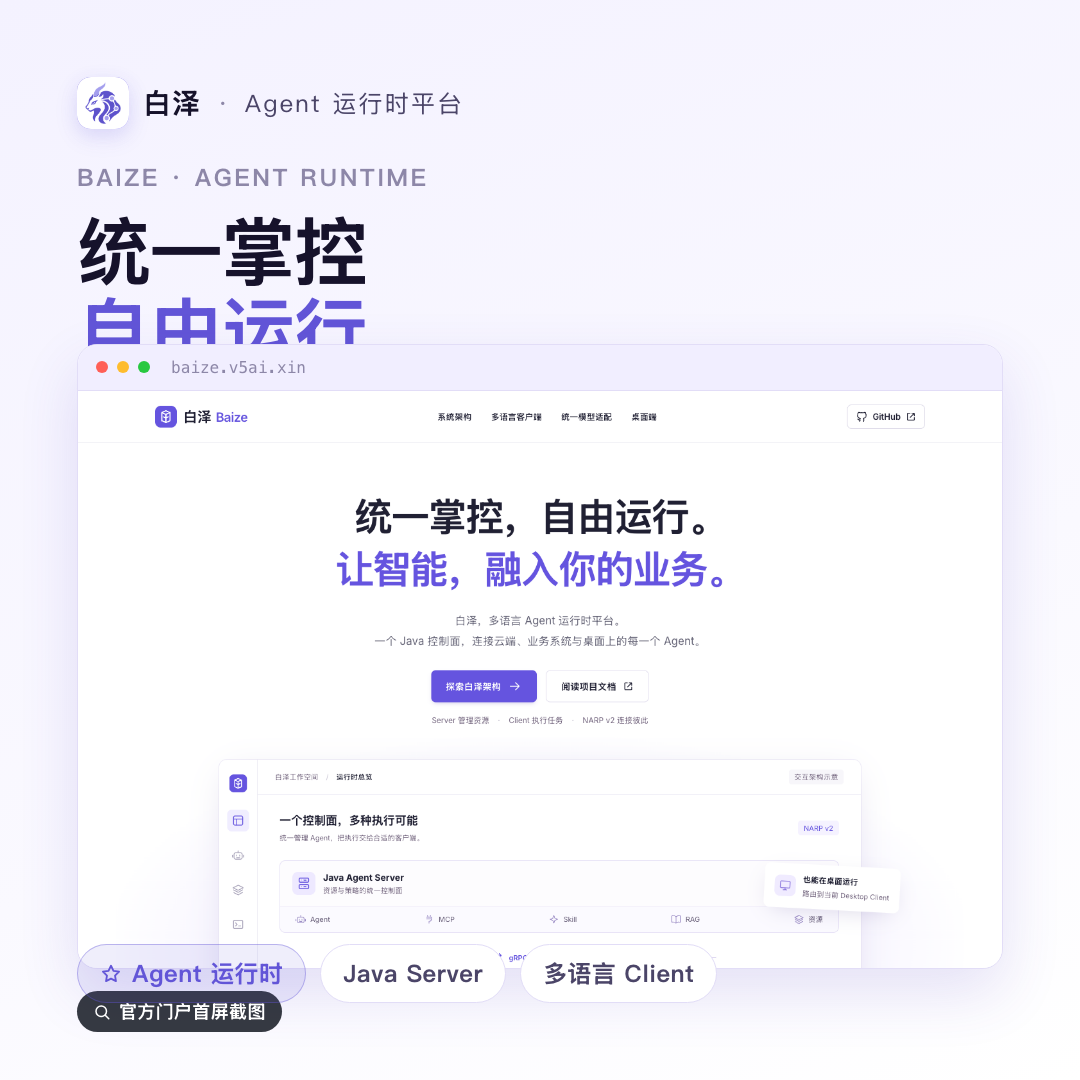 白泽 · Agent 运行时平台
BAIZE · AGENT RUNTIME
统一掌控
自由运行
baize.v5ai.xin
白泽 Baize
系统架构 多语言客户端 统一模型适配 桌面端
GitHub
统一掌控，自由运行。
让智能，融入你的业务。
白泽，多语言 Agent 运行时平台。
一个 Java 控制面，连接云端、业务系统与桌面上的每一个 Agent。
探索白泽架构
阅读项目文档
Server 管理资源 · Client 执行任务 · NARP v2 连接彼此
白泽工作空间 / 运行时总览
交互架构示意
一个控制面，多种执行可能
统一管理 Agent，把执行交给合适的客户端。
NARP v2
Java Agent Server
资源与策略的统一控制面
也能在桌面运行
路由到当前 Desktop Client
Agent MCP Skill RAG 资源
Agent 运行时
Java Server
多语言 Client
官方门户首屏截图